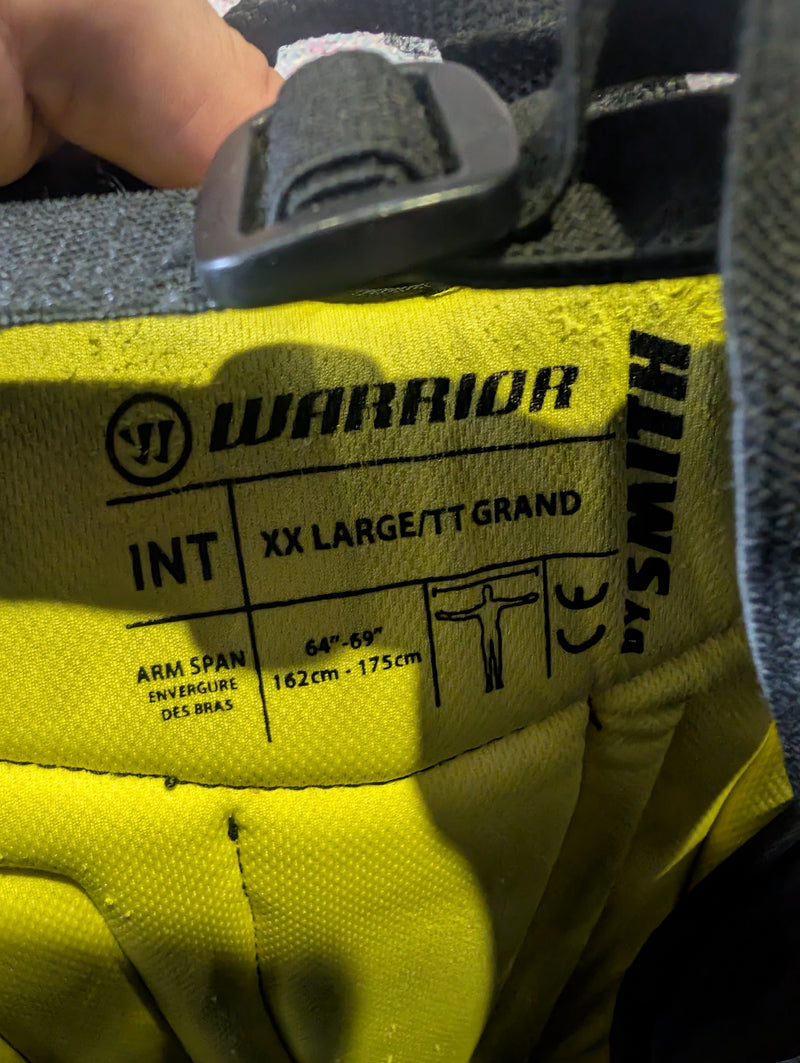 WARRIOR
INT
XX LARGE/TT GRAND
ARM SPAN
ENVERGURE
DES BRAS
64"-69"
162cm - 175cm
CE
BY SMITH